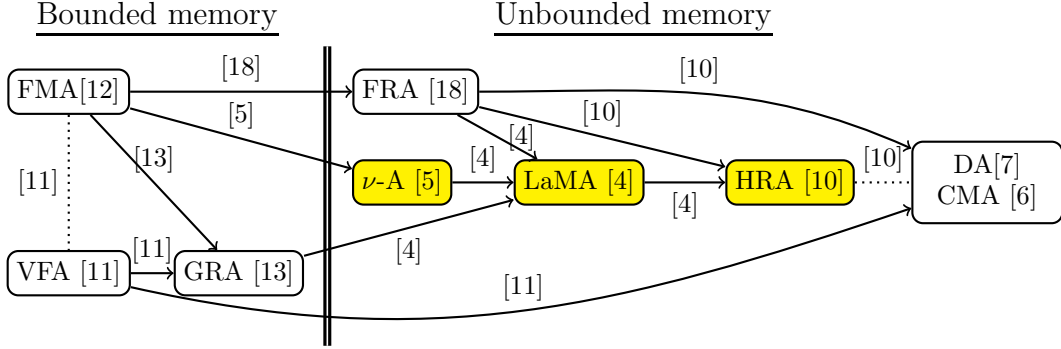 Bounded memory
Unbounded memory
[18]
[10]
FMA[12]
FRA [18]
[5]
[10]
[4]
[13]
[4]
[10]
DA[7]
CMA [6]
[11]
ν-A [5]
LaMA [4]
HRA [10]
[4]
[11]
[4]
VFA [11]
GRA [13]
[11]